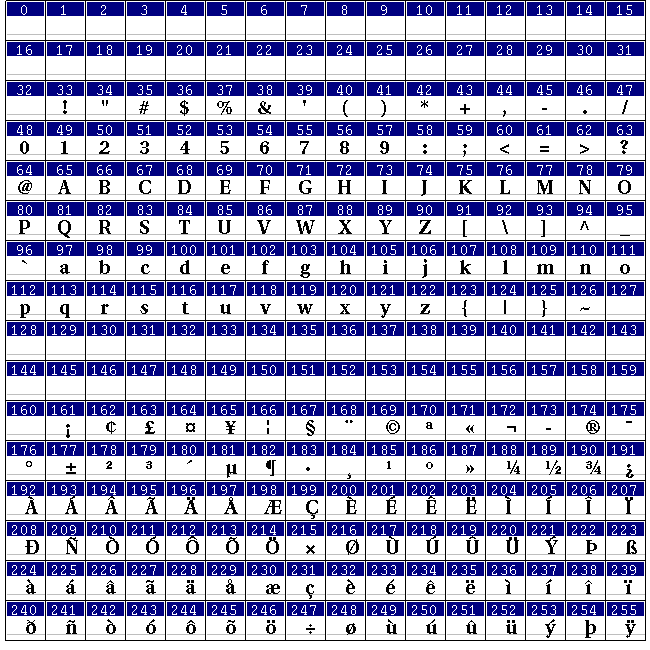 0 1 2 3 4 5 6 7 8 9 10 11 12 13 14 15
16 17 18 19 20 21 22 23 24 25 26 27 28 29 30 31
32 33 34 35 36 37 38 39 40 41 42 43 44 45 46 47
! " # $ % & ' ( ) * + , - . /
48 49 50 51 52 53 54 55 56 57 58 59 60 61 62 63
0 1 2 3 4 5 6 7 8 9 : ; < = > ?
64 65 66 67 68 69 70 71 72 73 74 75 76 77 78 79
@ A B C D E F G H I J K L M N O
80 81 82 83 84 85 86 87 88 89 90 91 92 93 94 95
P Q R S T U V W X Y Z [ \ ] ^ _
96 97 98 99 100 101 102 103 104 105 106 107 108 109 110 111
` a b c d e f g h i j k l m n o
112 113 114 115 116 117 118 119 120 121 122 123 124 125 126 127
p q r s t u v w x y z { | } ~
128 129 130 131 132 133 134 135 136 137 138 139 140 141 142 143
144 145 146 147 148 149 150 151 152 153 154 155 156 157 158 159
160 161 162 163 164 165 166 167 168 169 170 171 172 173 174 175
¡ ¢ £ ¤ ¥ ¦ § ¨ © ª « ¬ - ® ¯
176 177 178 179 180 181 182 183 184 185 186 187 188 189 190 191
° ± ² ³ ´ µ ¶ · ¸ ¹ º » ¼ ½ ¾ ¿
192 193 194 195 196 197 198 199 200 201 202 203 204 205 206 207
À Á Â Ã Ä Å Æ Ç È É Ê Ë Ì Í Î Ï
208 209 210 211 212 213 214 215 216 217 218 219 220 221 222 223
Ð Ñ Ò Ó Ô Õ Ö × Ø Ù Ú Û Ü Ý Þ ß
224 225 226 227 228 229 230 231 232 233 234 235 236 237 238 239
à á â ã ä å æ ç è é ê ë ì í î ï
240 241 242 243 244 245 246 247 248 249 250 251 252 253 254 255
ð ñ ò ó ô õ ö ÷ ø ù ú û ü ý þ ÿ